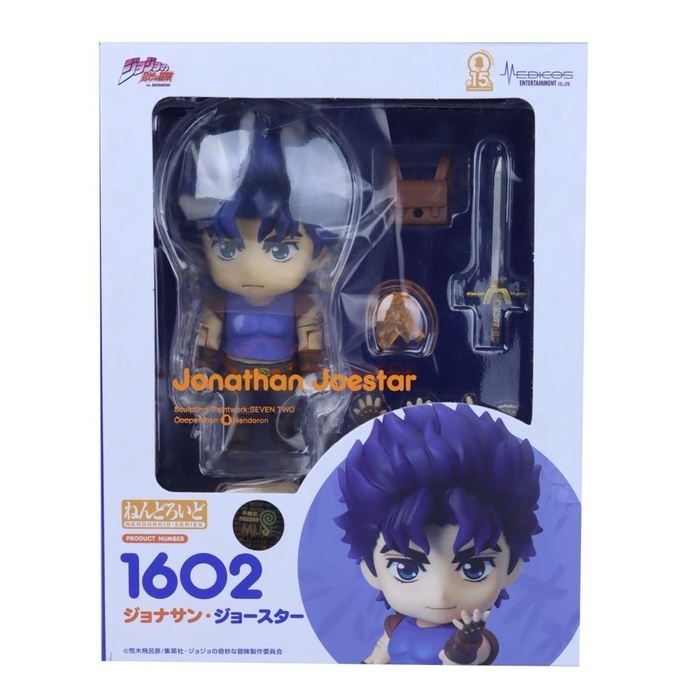 ジョジョの
奇妙な冒険
the Animation
15
MEDICOS
ENTERTAINMENT CO.,LTD
Jonathan Joestar
Sculpting/Paintwork:SEVEN TWO
Cooperation: Nendoron
ねんどろいど
NENDOROID SERIES
PRODUCT NUMBER
1602
ジョナサン・ジョースター
©荒木飛呂彦/集英社・ジョジョの奇妙な冒険製作委員会